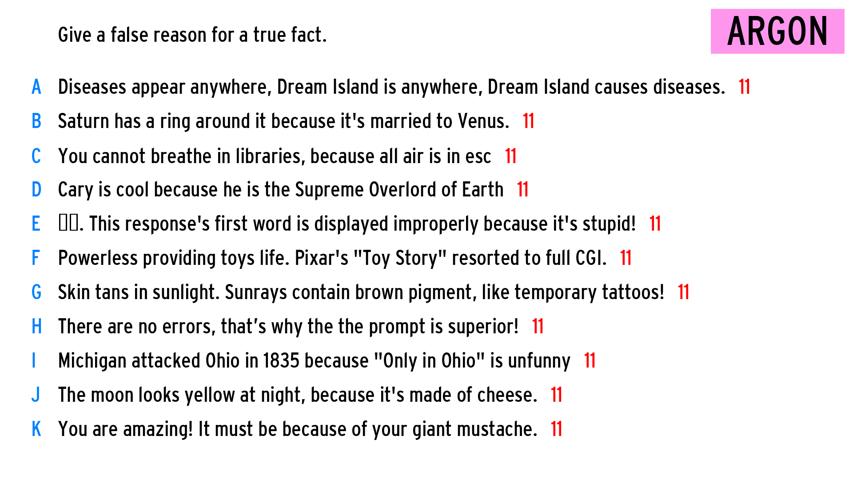 Give a false reason for a true fact.
ARGON
A Diseases appear anywhere, Dream Island is anywhere, Dream Island causes diseases. 11
B Saturn has a ring around it because it's married to Venus. 11
C You cannot breathe in libraries, because all air is in esc 11
D Cary is cool because he is the Supreme Overlord of Earth 11
E ▯▯. This response's first word is displayed improperly because it's stupid! 11
F Powerless providing toys life. Pixar's "Toy Story" resorted to full CGI. 11
G Skin tans in sunlight. Sunrays contain brown pigment, like temporary tattoos! 11
H There are no errors, that’s why the the prompt is superior! 11
I Michigan attacked Ohio in 1835 because "Only in Ohio" is unfunny 11
J The moon looks yellow at night, because it's made of cheese. 11
K You are amazing! It must be because of your giant mustache. 11